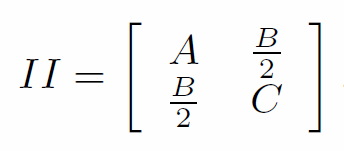 II = [ A B/2
B/2 C ]